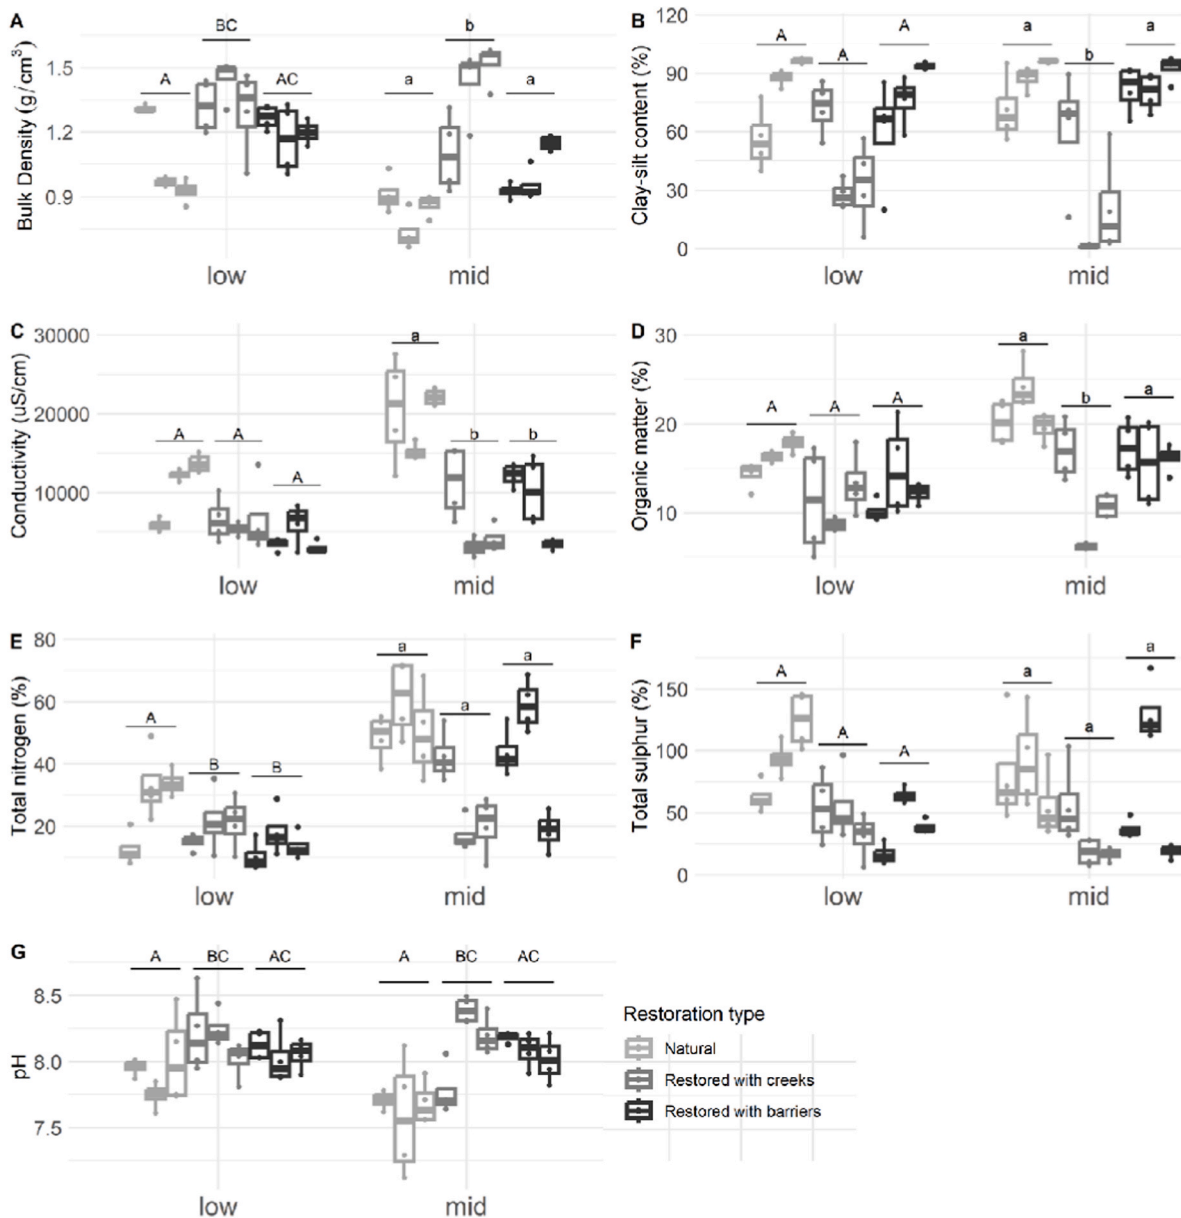 A
Bulk Density (g/cm³)
BC
b
A
AC
a
a
1.5
1.2
0.9
low
mid
B
Clay-silt content (%)
120
90
60
30
0
A
A
A
a
b
a
low
mid
C
Conductivity (uS/cm)
30000
20000
10000
A
A
A
a
b
b
low
mid
D
Organic matter (%)
30
20
10
A
A
A
a
b
a
low
mid
E
Total nitrogen (%)
80
60
40
20
A
B
B
a
a
a
low
mid
F
Total sulphur (%)
150
100
50
0
A
A
A
a
a
a
low
mid
G
pH
8.5
8.0
7.5
A
BC
AC
A
BC
AC
low
mid
Restoration type
Natural
Restored with creeks
Restored with barriers